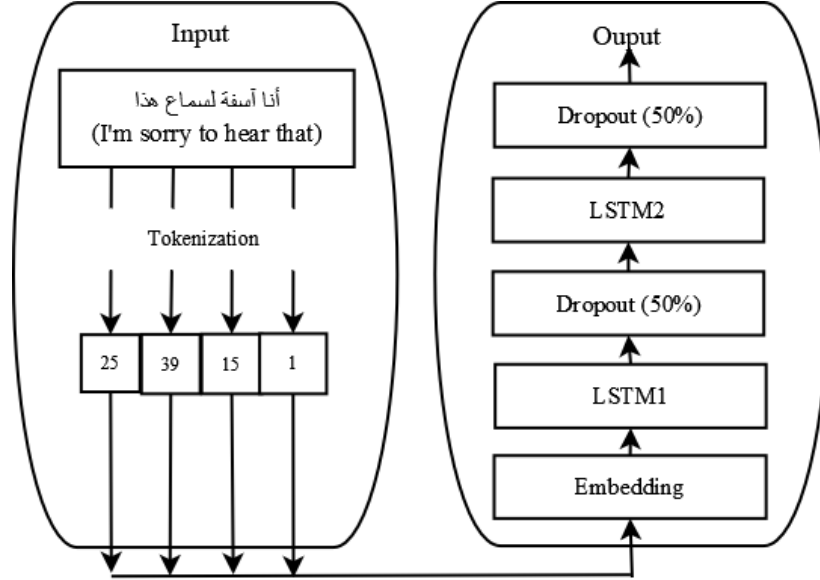 Input
أنا آسفة لسماع هذا
(I'm sorry to hear that)
Tokenization
25 39 15 1
Ouput
Dropout (50%)
LSTM2
Dropout (50%)
LSTM1
Embedding